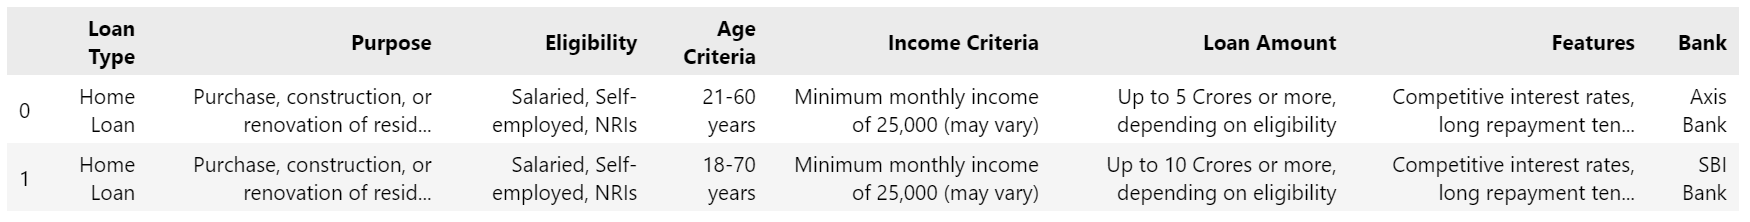 Loan Type Purpose Eligibility Age Criteria Income Criteria Loan Amount Features Bank
0 Home Loan Purchase, construction, or renovation of resid... Salaried, Self-employed, NRIs 21-60 years Minimum monthly income of 25,000 (may vary) Up to 5 Crores or more, depending on eligibility Competitive interest rates, long repayment ten... Axis Bank
1 Home Loan Purchase, construction, or renovation of resid... Salaried, Self-employed, NRIs 18-70 years Minimum monthly income of 25,000 (may vary) Up to 10 Crores or more, depending on eligibility Competitive interest rates, long repayment ten... SBI Bank